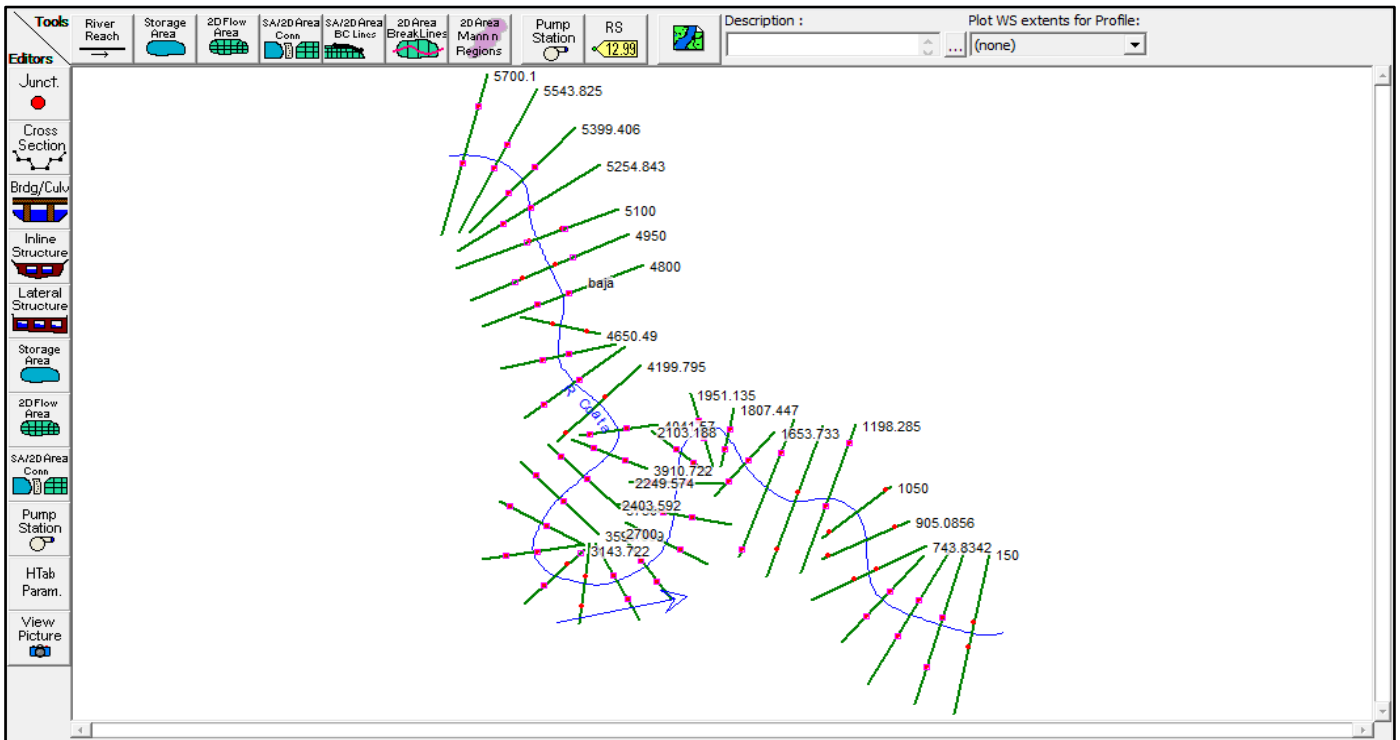 Tools
Editors
River
Reach
Storage
Area
2D Flow
Area
SA/2D Area
Conn
SA/2D Area
BC Lines
2D Area
BreakLines
2D Area
Mann n
Regions
Pump
Station
RS
12.99
Description :
...
Plot WS extents for Profile:
(none)
Junct.
Cross
Section
Brdg/Culv
Inline
Structure
Lateral
Structure
Storage
Area
2D Flow
Area
SA/2D Area
Conn
Pump
Station
HTab
Param.
View
Picture
5700.1
5543.825
5399.406
5254.843
5100
4950
4800
baja
4650.49
4199.795
R Coata
1951.135
1807.447
1653.733
1198.285
2103.188
3910.722
2249.574
2403.592
2700
3143.722
1050
905.0856
743.8342
150